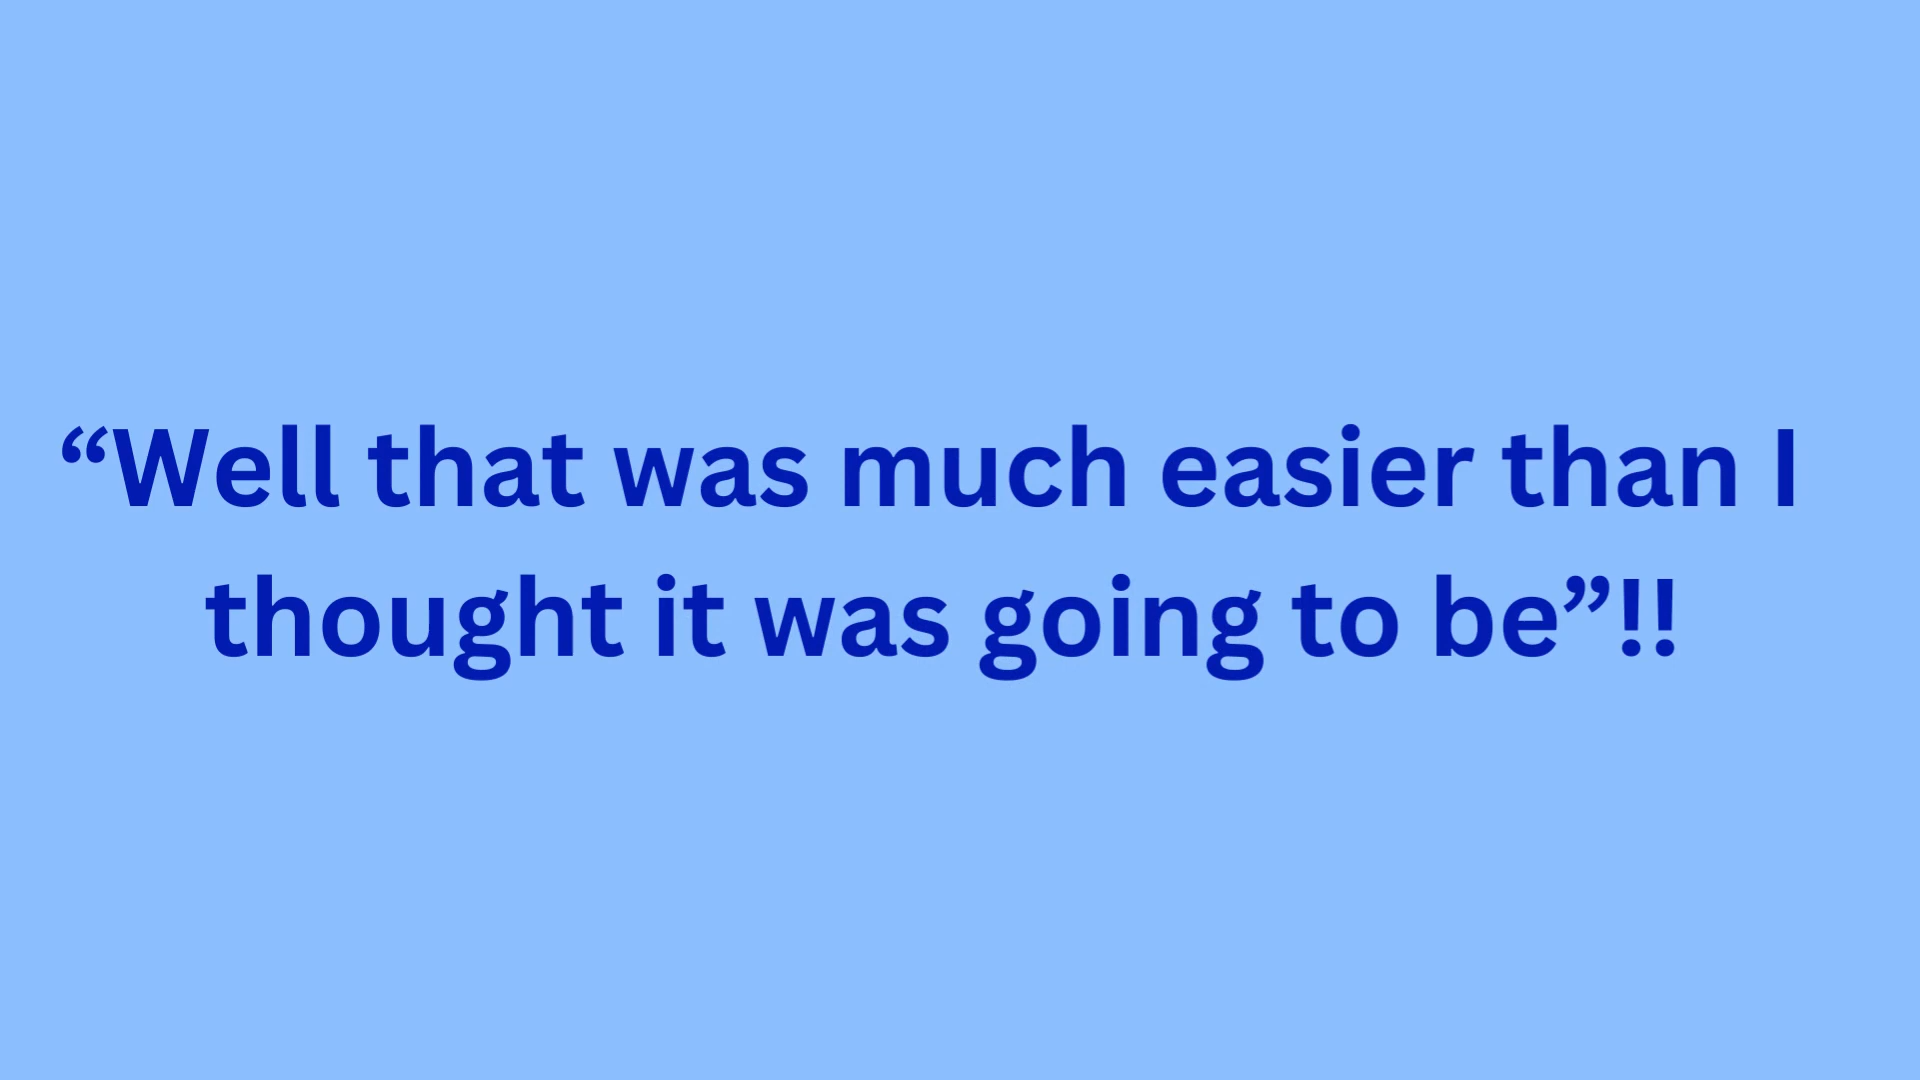 “Well that was much easier than I
thought it was going to be”!!